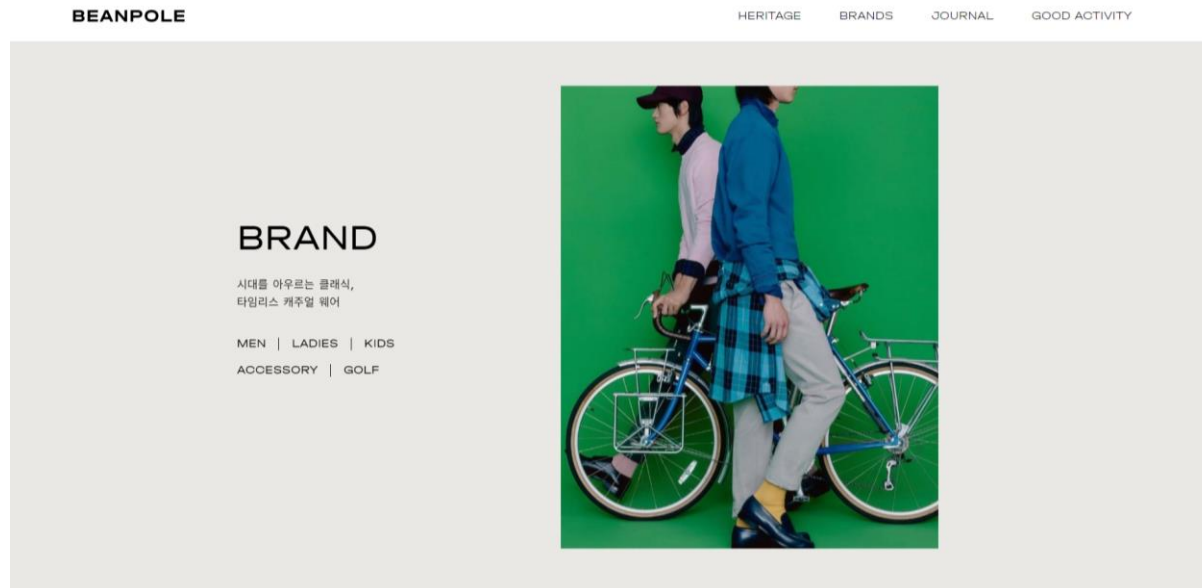 BEANPOLE
HERITAGE BRANDS JOURNAL GOOD ACTIVITY
BRAND
시대를 아우르는 클래식,
타임리스 캐주얼 웨어
MEN | LADIES | KIDS
ACCESSORY | GOLF